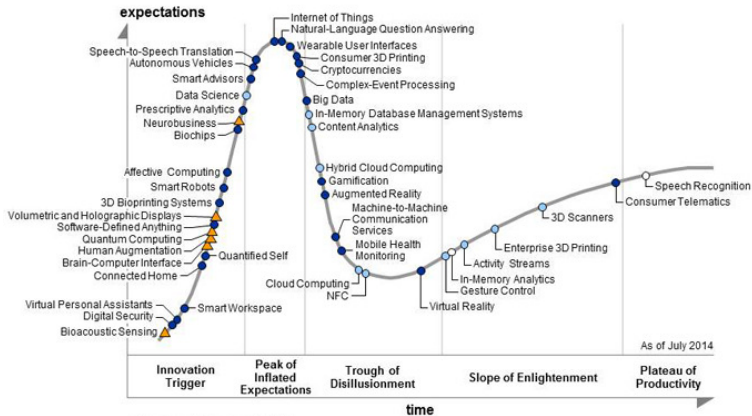 expectations
Internet of Things
Natural-Language Question Answering
Wearable User Interfaces
Speech-to-Speech Translation
Consumer 3D Printing
Autonomous Vehicles
Cryptocurrencies
Smart Advisors
Complex-Event Processing
Data Science
Big Data
Prescriptive Analytics
In-Memory Database Management Systems
Neurobusiness
Content Analytics
Biochips
Hybrid Cloud Computing
Affective Computing
Gamification
Smart Robots
Augmented Reality
Speech Recognition
3D Bioprinting Systems
Machine-to-Machine
Communication
Services
Consumer Telematics
Volumetric and Holographic Displays
3D Scanners
Software-Defined Anything
Quantum Computing
Mobile Health
Monitoring
Enterprise 3D Printing
Human Augmentation
Quantified Self
Brain-Computer Interface
Activity Streams
Connected Home
Cloud Computing
In-Memory Analytics
NFC
Gesture Control
Virtual Personal Assistants
Smart Workspace
Virtual Reality
Digital Security
Bioacoustic Sensing
As of July 2014
Innovation
Trigger
Peak of
Inflated
Expectations
Trough of
Disillusionment
Slope of Enlightenment
Plateau of
Productivity
time